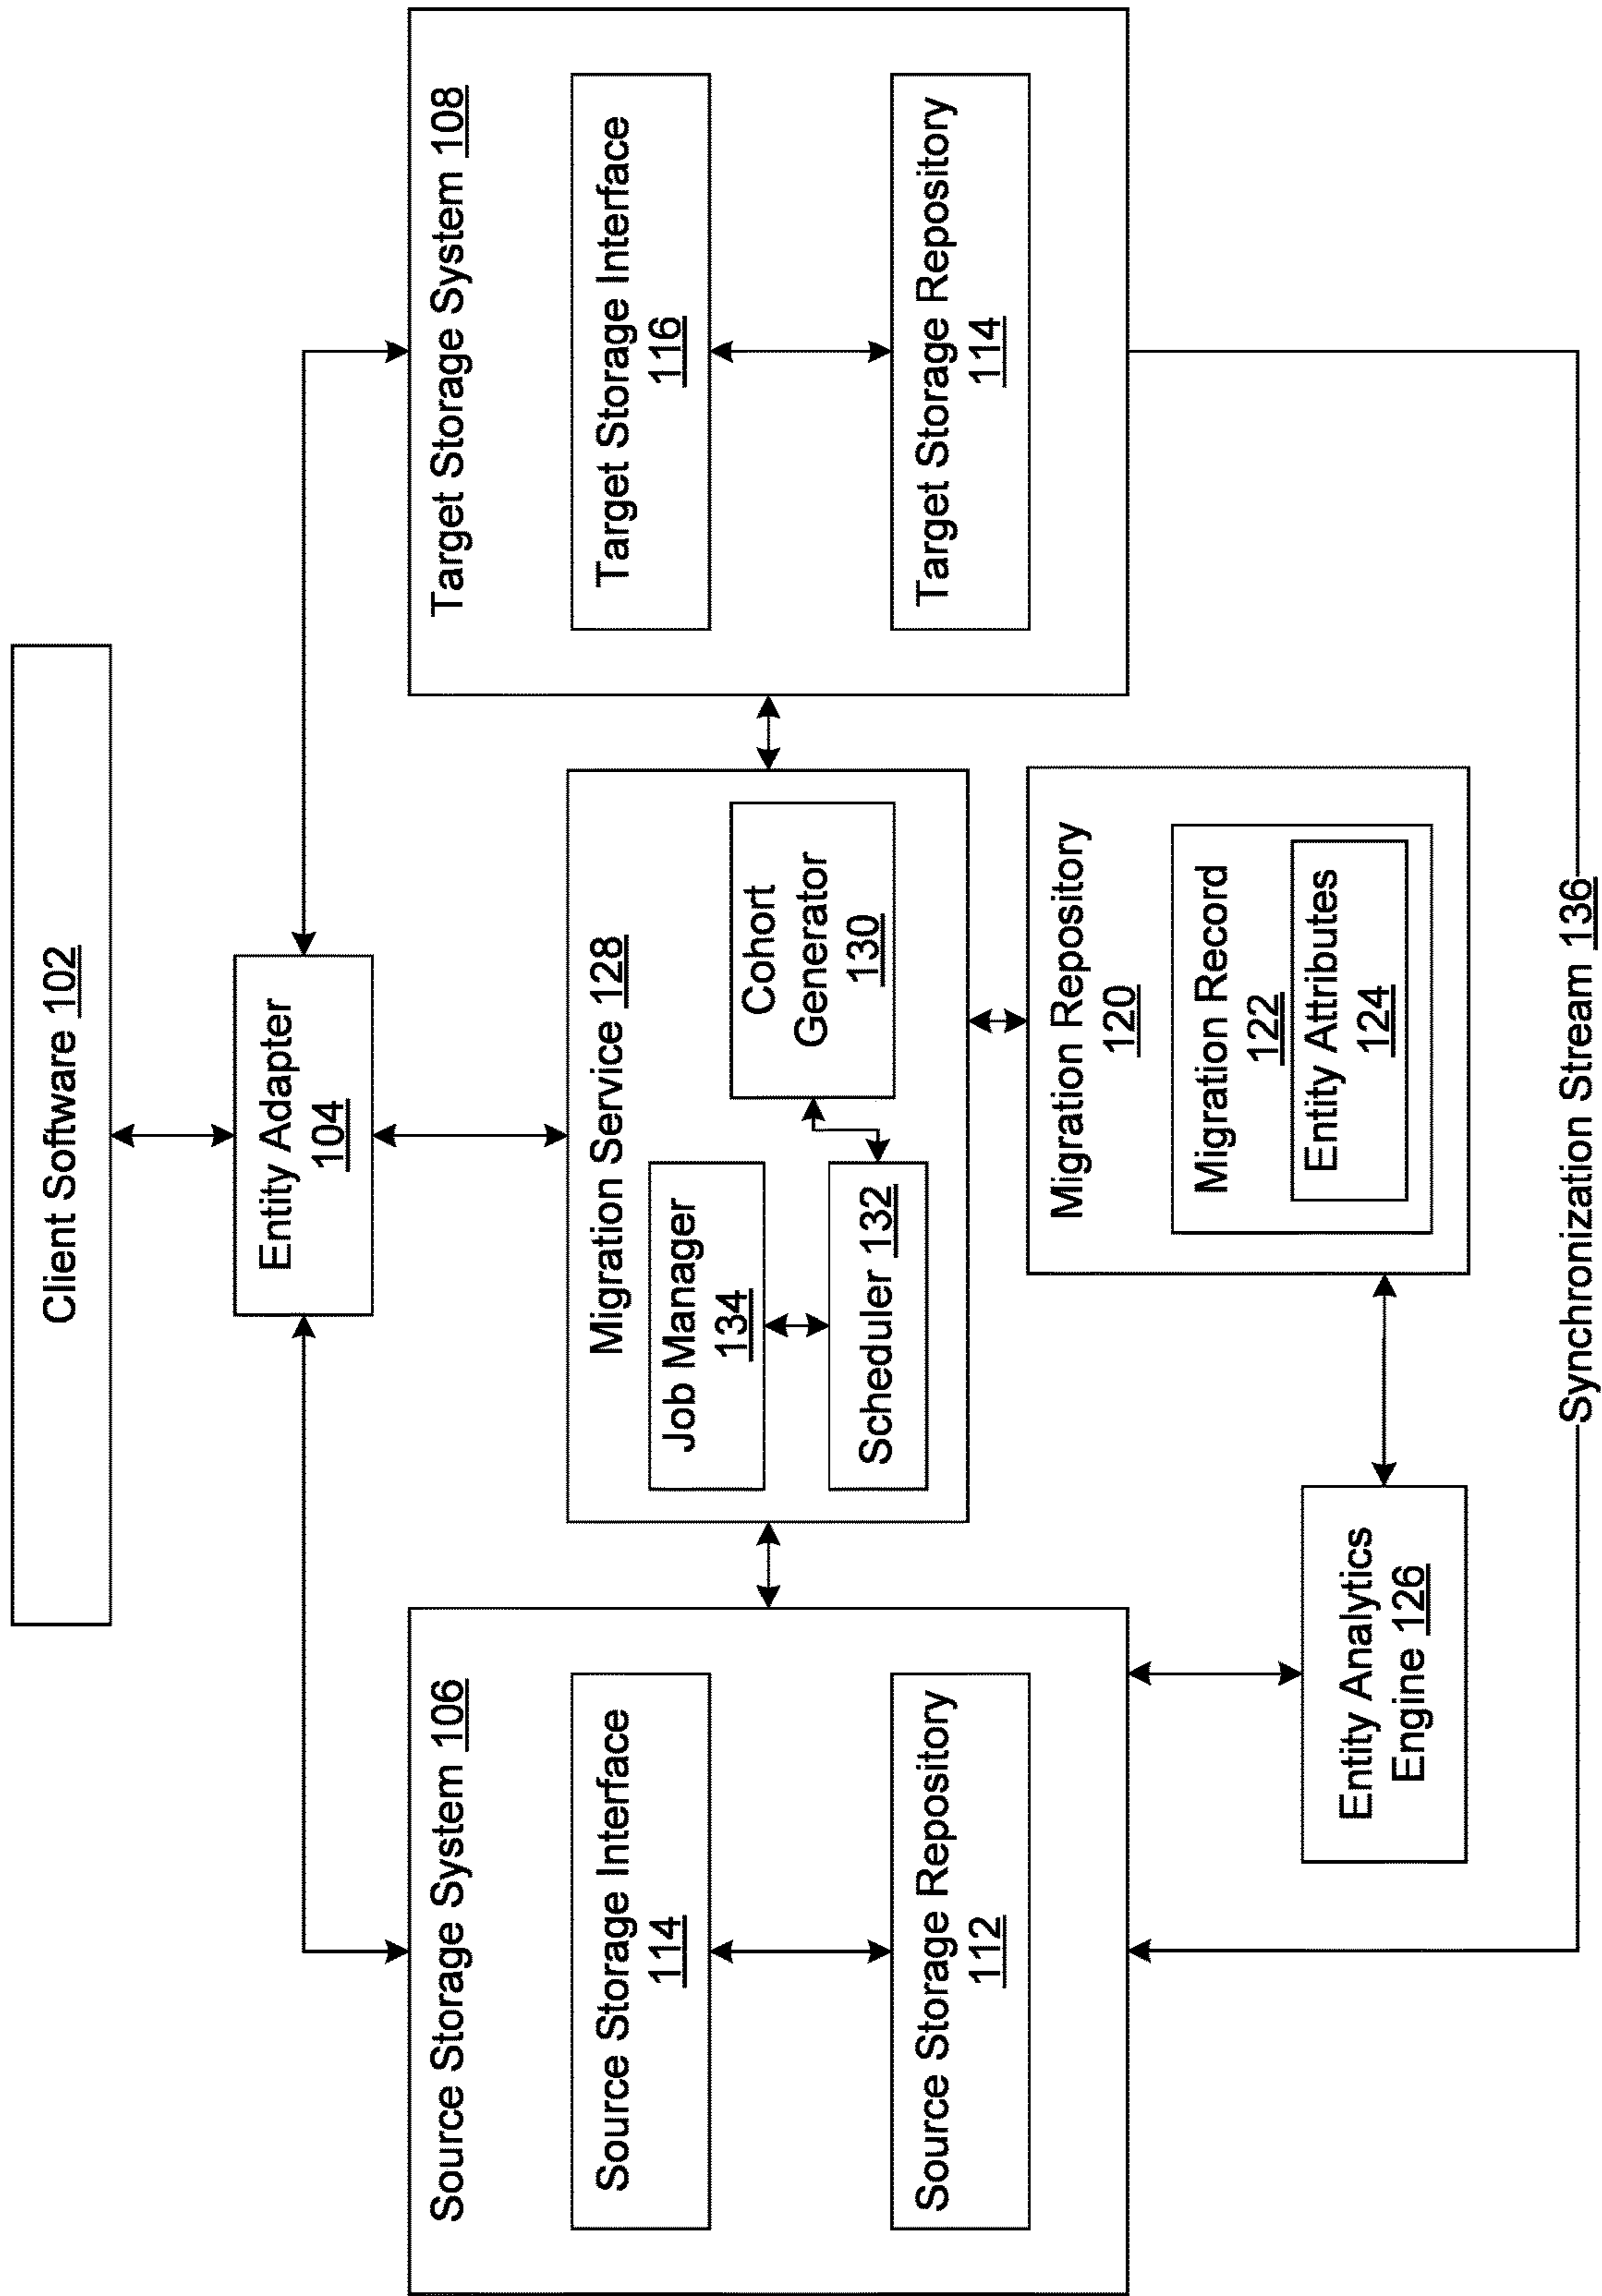 Client Software 102
Entity Adapter
104
Source Storage System 106
Source Storage Interface
114
Source Storage Repository
112
Migration Service 128
Job Manager
134
Scheduler 132
Cohort
Generator
130
Target Storage System 108
Target Storage Interface
116
Target Storage Repository
114
Migration Repository
120
Migration Record
122
Entity Attributes
124
Entity Analytics
Engine 126
Synchronization Stream 136